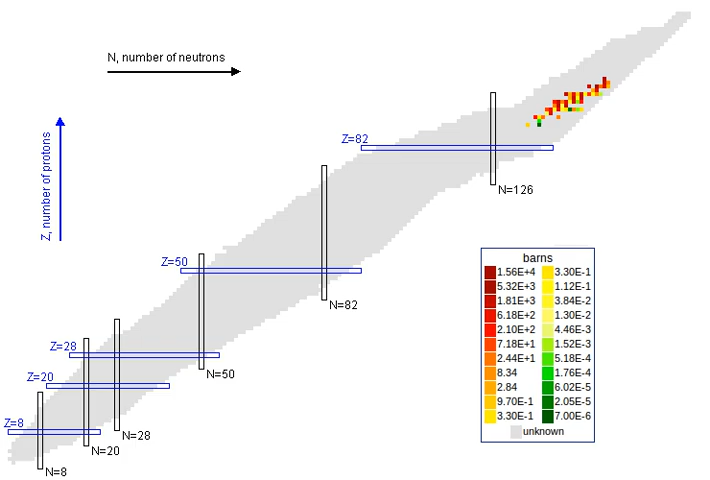 N, number of neutrons
Z, number of protons
Z=82
N=126
Z=50
N=82
Z=28
N=50
Z=20
N=28
Z=8
N=20
N=8
barns
1.56E+4 3.30E-1
5.32E+3 1.12E-1
1.81E+3 3.84E-2
6.18E+2 1.30E-2
2.10E+2 4.46E-3
7.18E+1 1.52E-3
2.44E+1 5.18E-4
8.34 1.76E-4
2.84 6.02E-5
9.70E-1 2.05E-5
3.30E-1 7.00E-6
unknown